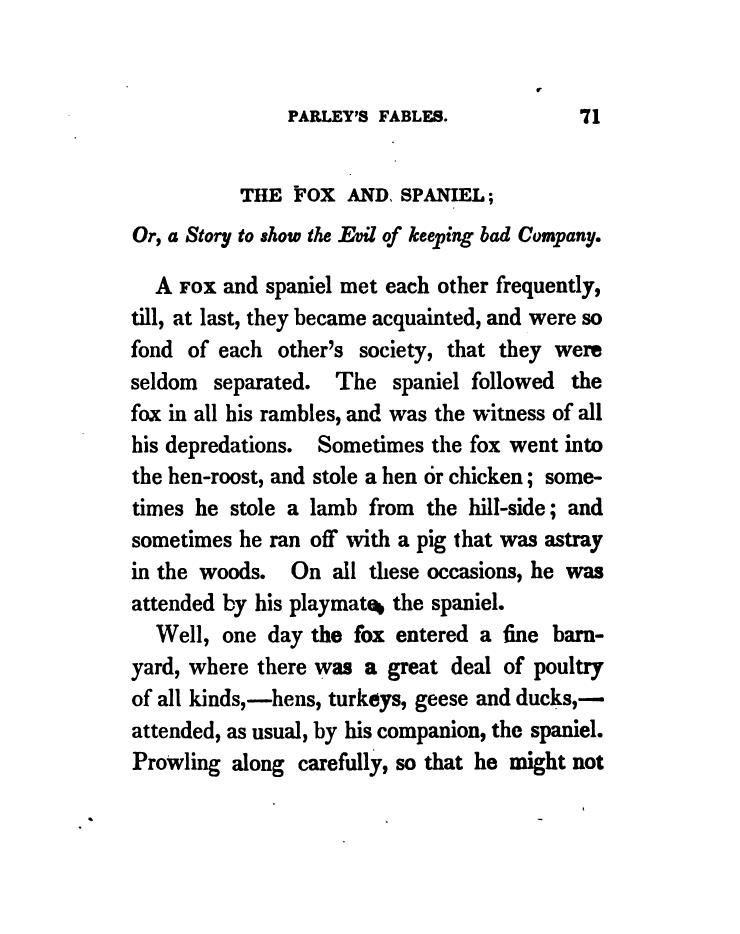 PARLEY'S FABLES. 71
THE FOX AND SPANIEL;
Or, a Story to show the Evil of keeping bad Company.
A FOX and spaniel met each other frequently,
till, at last, they became acquainted, and were so
fond of each other's society, that they were
seldom separated. The spaniel followed the
fox in all his rambles, and was the witness of all
his depredations. Sometimes the fox went into
the hen-roost, and stole a hen or chicken; some-
times he stole a lamb from the hill-side; and
sometimes he ran off with a pig that was astray
in the woods. On all these occasions, he was
attended by his playmate, the spaniel.
Well, one day the fox entered a fine barn-
yard, where there was a great deal of poultry
of all kinds,—hens, turkeys, geese and ducks,—
attended, as usual, by his companion, the spaniel.
Prowling along carefully, so that he might not